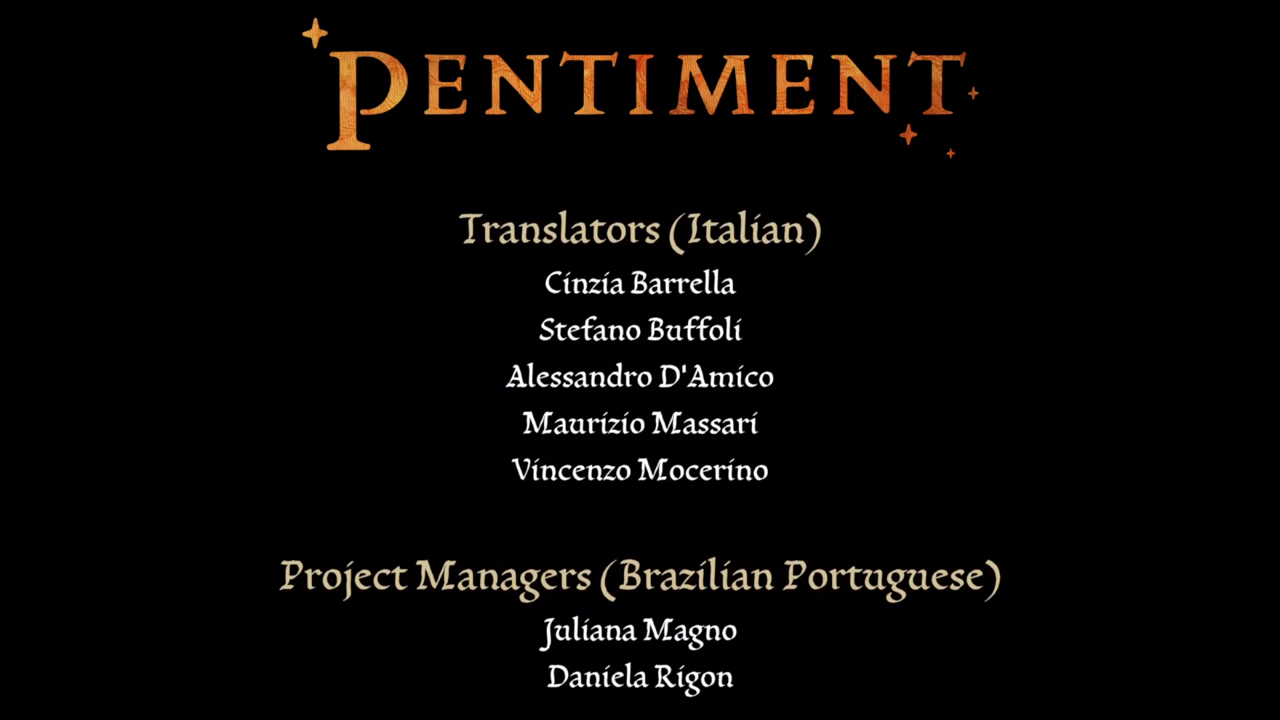 PENTIMENT
Translators (Italian)
Cinzia Barrella
Stefano Buffoli
Alessandro D'Amico
Maurizio Massari
Vincenzo Mocerino
Project Managers (Brazilian Portuguese)
Juliana Magno
Daniela Rigon